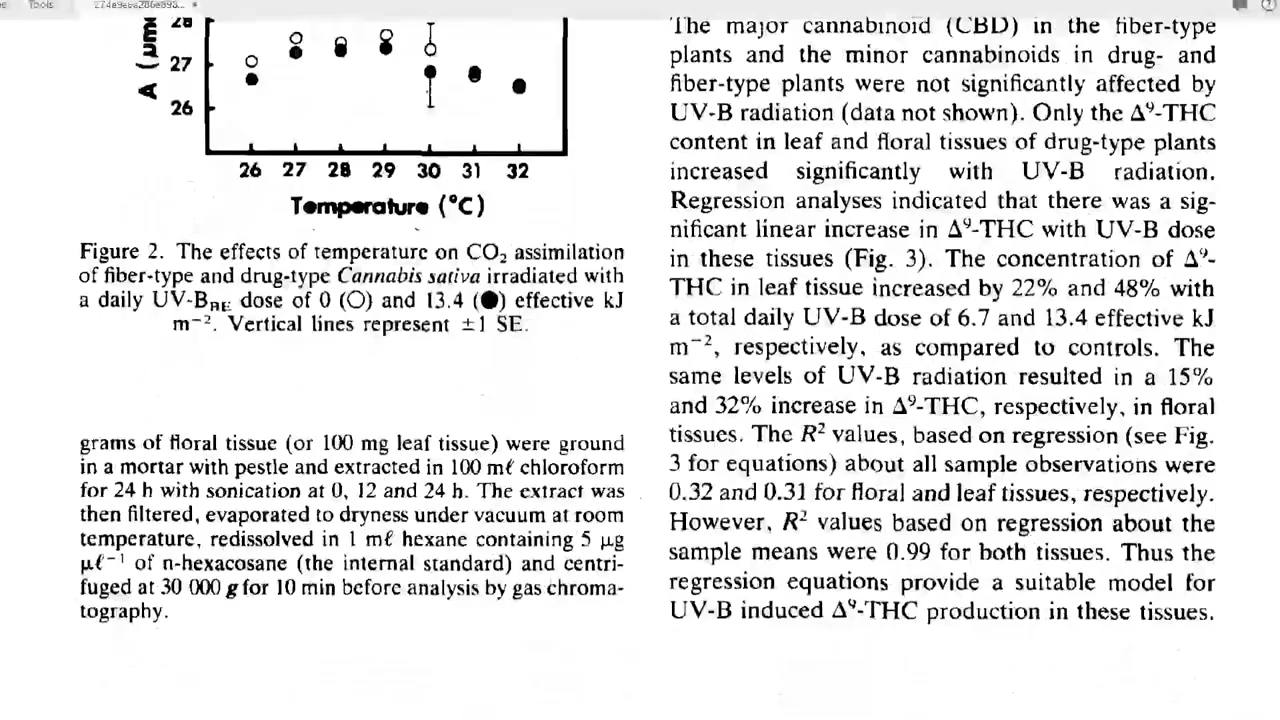 Tools
28
27
26
A (μm
26 27 28 29 30 31 32
Temperature (°C)
Figure 2. The effects of temperature on CO₂ assimilation
of fiber-type and drug-type Cannabis sativa irradiated with
a daily UV-B_BE dose of 0 (○) and 13.4 (●) effective kJ
m⁻². Vertical lines represent ±1 SE.
grams of floral tissue (or 100 mg leaf tissue) were ground
in a mortar with pestle and extracted in 100 mℓ chloroform
for 24 h with sonication at 0, 12 and 24 h. The extract was
then filtered, evaporated to dryness under vacuum at room
temperature, redissolved in 1 mℓ hexane containing 5 μg
μℓ⁻¹ of n-hexacosane (the internal standard) and centri-
fuged at 30 000 g for 10 min before analysis by gas chroma-
tography.
The major cannabinoid (CBD) in the fiber-type
plants and the minor cannabinoids in drug- and
fiber-type plants were not significantly affected by
UV-B radiation (data not shown). Only the Δ⁹-THC
content in leaf and floral tissues of drug-type plants
increased significantly with UV-B radiation.
Regression analyses indicated that there was a sig-
nificant linear increase in Δ⁹-THC with UV-B dose
in these tissues (Fig. 3). The concentration of Δ⁹-
THC in leaf tissue increased by 22% and 48% with
a total daily UV-B dose of 6.7 and 13.4 effective kJ
m⁻², respectively, as compared to controls. The
same levels of UV-B radiation resulted in a 15%
and 32% increase in Δ⁹-THC, respectively, in floral
tissues. The R² values, based on regression (see Fig.
3 for equations) about all sample observations were
0.32 and 0.31 for floral and leaf tissues, respectively.
However, R² values based on regression about the
sample means were 0.99 for both tissues. Thus the
regression equations provide a suitable model for
UV-B induced Δ⁹-THC production in these tissues.